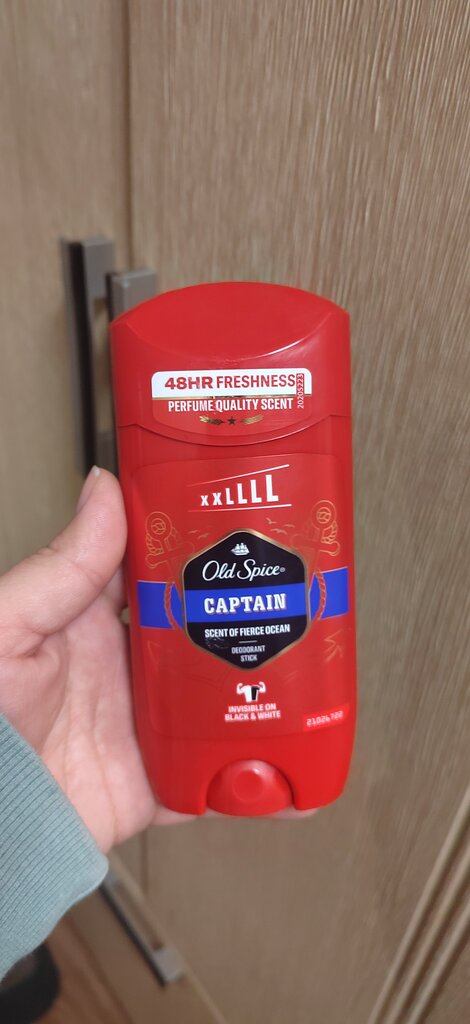 48HR FRESHNESS
PERFUME QUALITY SCENT
xxLLLL
Old Spice®
CAPTAIN
SCENT OF FIERCE OCEAN
DEODORANT
STICK
INVISIBLE ON
BLACK & WHITE